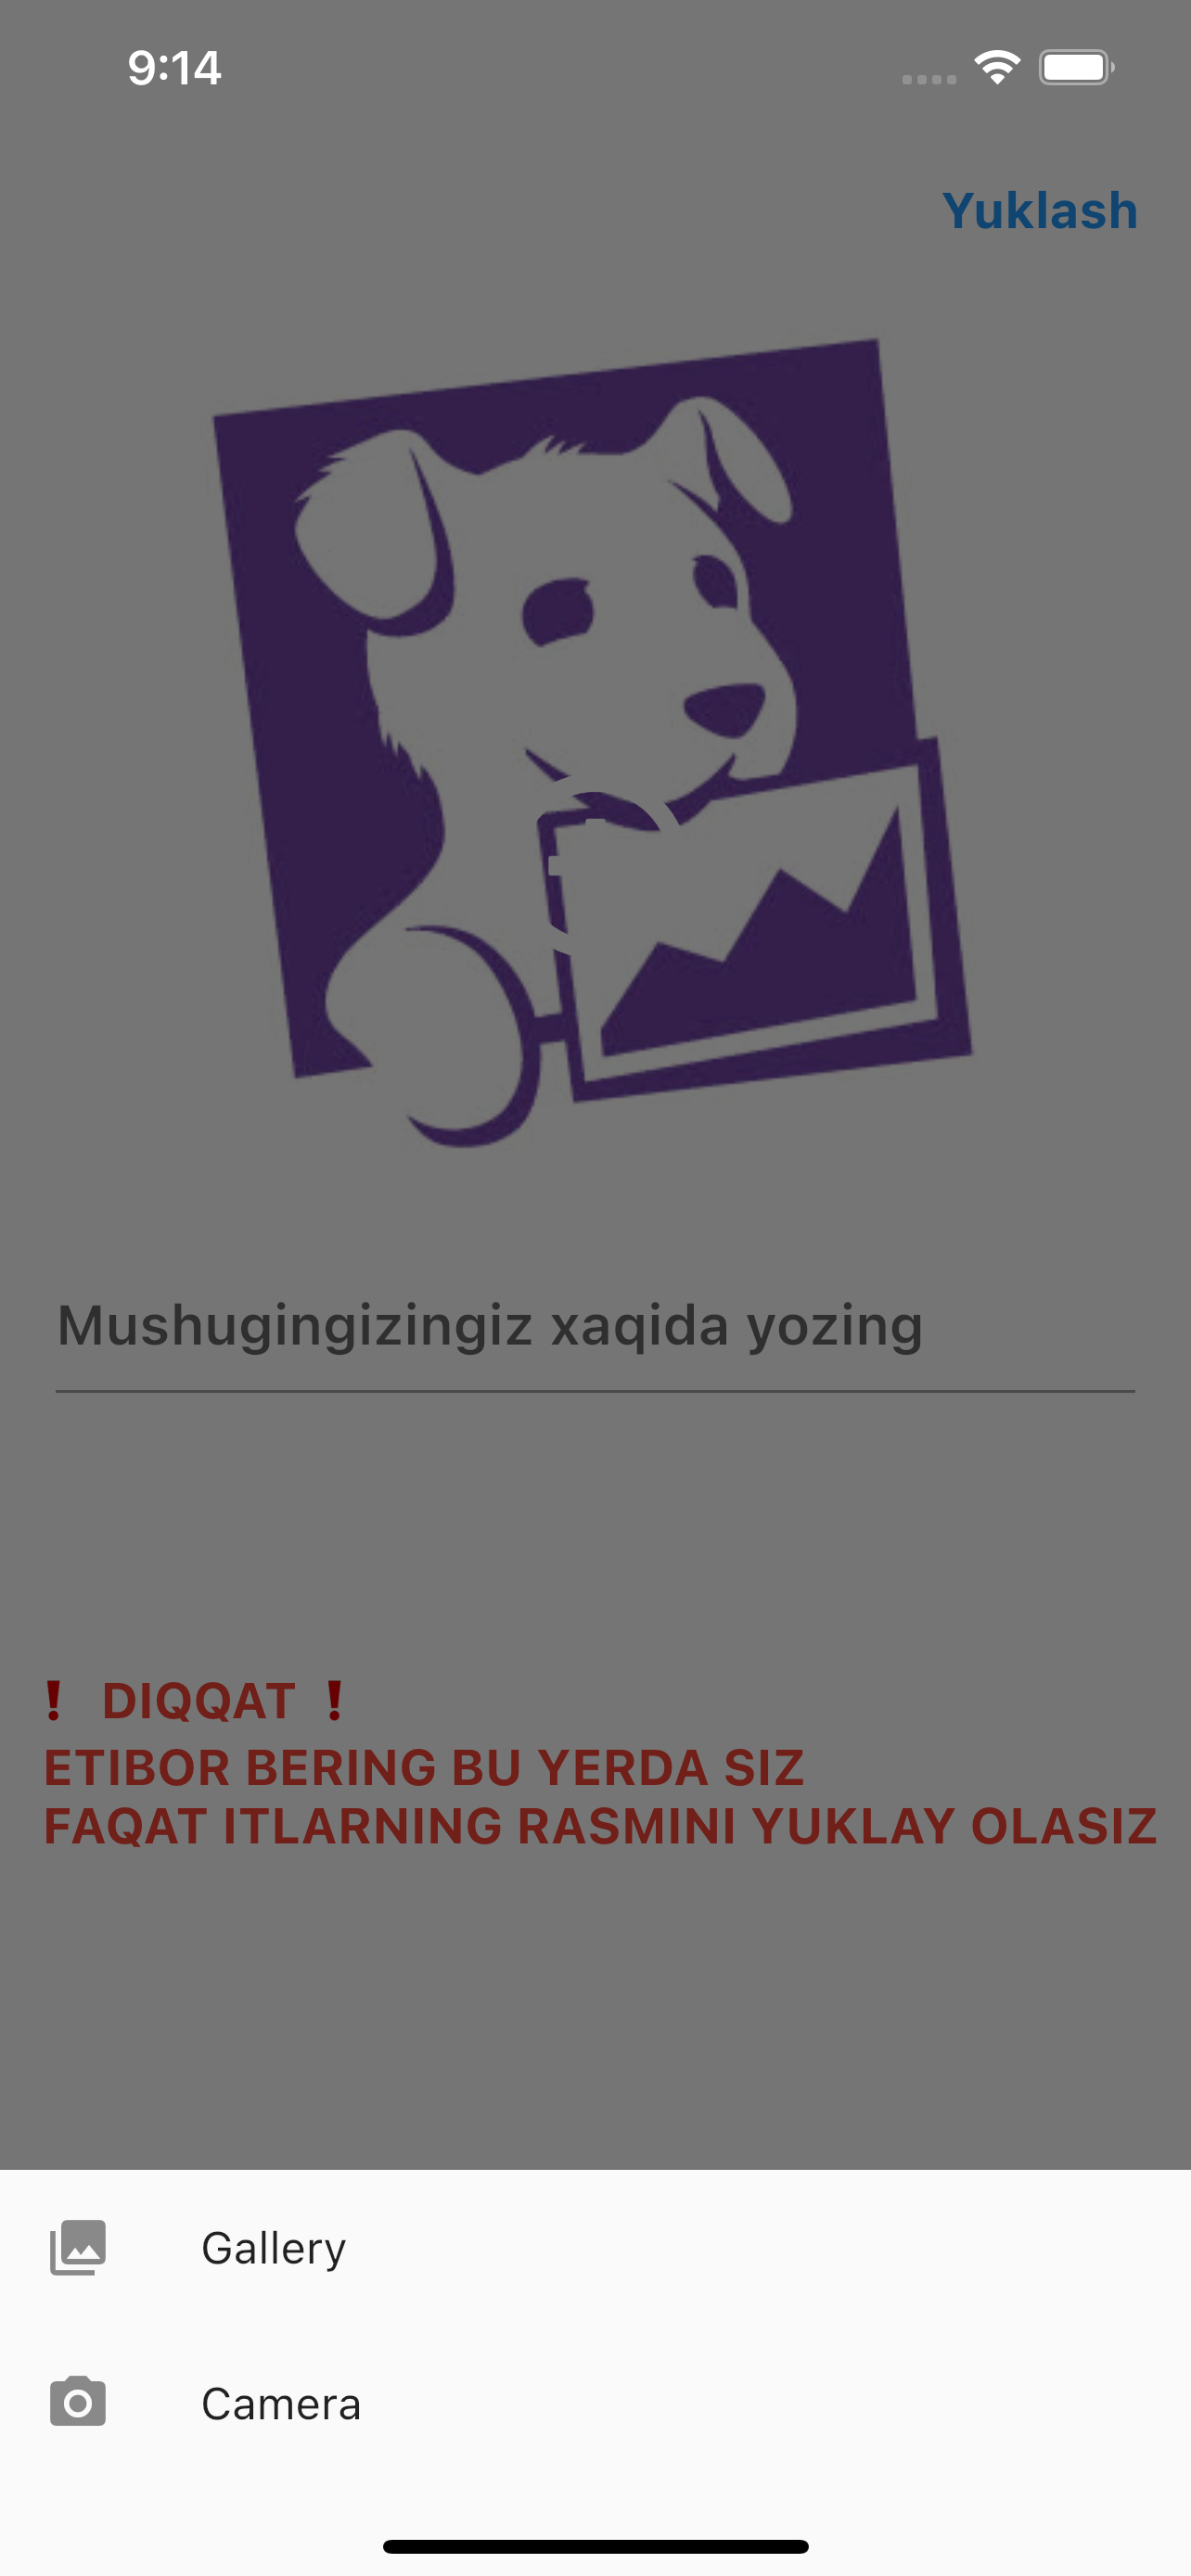 9:14
Yuklash
Mushugingizingiz xaqida yozing
❗ DIQQAT ❗
ETIBOR BERING BU YERDA SIZ
FAQAT ITLARNING RASMINI YUKLAY OLASIZ
Gallery
Camera